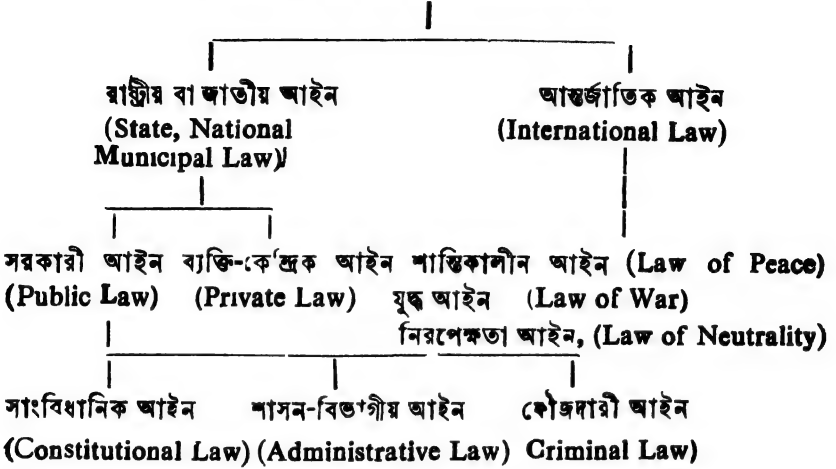 রাষ্ট্রীয় বা জাতীয় আইন
(State, National
Municipal Law)
আন্তর্জাতিক আইন
(International Law)
সরকারী আইন ব্যক্তি-কেন্দ্রিক আইন শান্তিকালীন আইন (Law of Peace)
(Public Law) (Private Law) যুদ্ধ আইন (Law of War)
নিরপেক্ষতা আইন, (Law of Neutrality)
সাংবিধানিক আইন শাসন-বিভাগীয় আইন ফৌজদারী আইন
(Constitutional Law) (Administrative Law) Criminal Law)